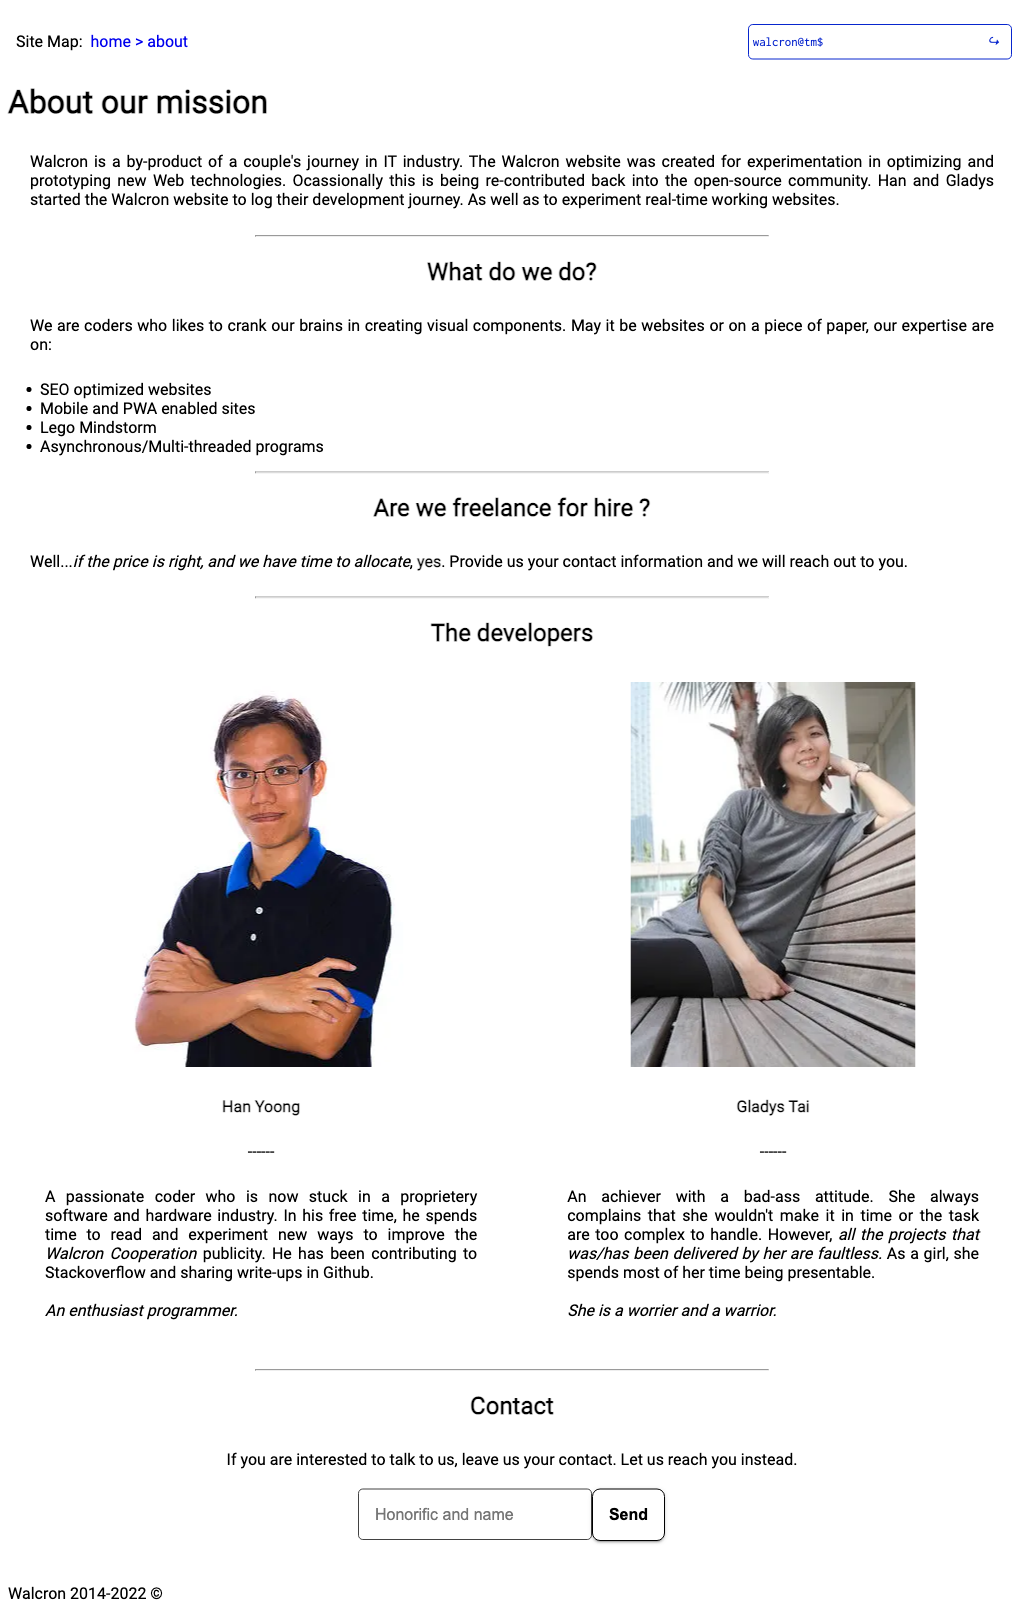 Site Map: home > about
walcron@tm$
About our mission
Walcron is a by-product of a couple's journey in IT industry. The Walcron website was created for experimentation in optimizing and
prototyping new Web technologies. Ocassionally this is being re-contributed back into the open-source community. Han and Gladys
started the Walcron website to log their development journey. As well as to experiment real-time working websites.
What do we do?
We are coders who likes to crank our brains in creating visual components. May it be websites or on a piece of paper, our expertise are
on:
• SEO optimized websites
• Mobile and PWA enabled sites
• Lego Mindstorm
• Asynchronous/Multi-threaded programs
Are we freelance for hire ?
Well...if the price is right, and we have time to allocate, yes. Provide us your contact information and we will reach out to you.
The developers
Han Yoong
------
A passionate coder who is now stuck in a proprietery
software and hardware industry. In his free time, he spends
time to read and experiment new ways to improve the
Walcron Cooperation publicity. He has been contributing to
Stackoverflow and sharing write-ups in Github.
An enthusiast programmer.
Gladys Tai
------
An achiever with a bad-ass attitude. She always
complains that she wouldn't make it in time or the task
are too complex to handle. However, all the projects that
was/has been delivered by her are faultless. As a girl, she
spends most of her time being presentable.
She is a worrier and a warrior.
Contact
If you are interested to talk to us, leave us your contact. Let us reach you instead.
Honorific and name
Send
Walcron 2014-2022 ©